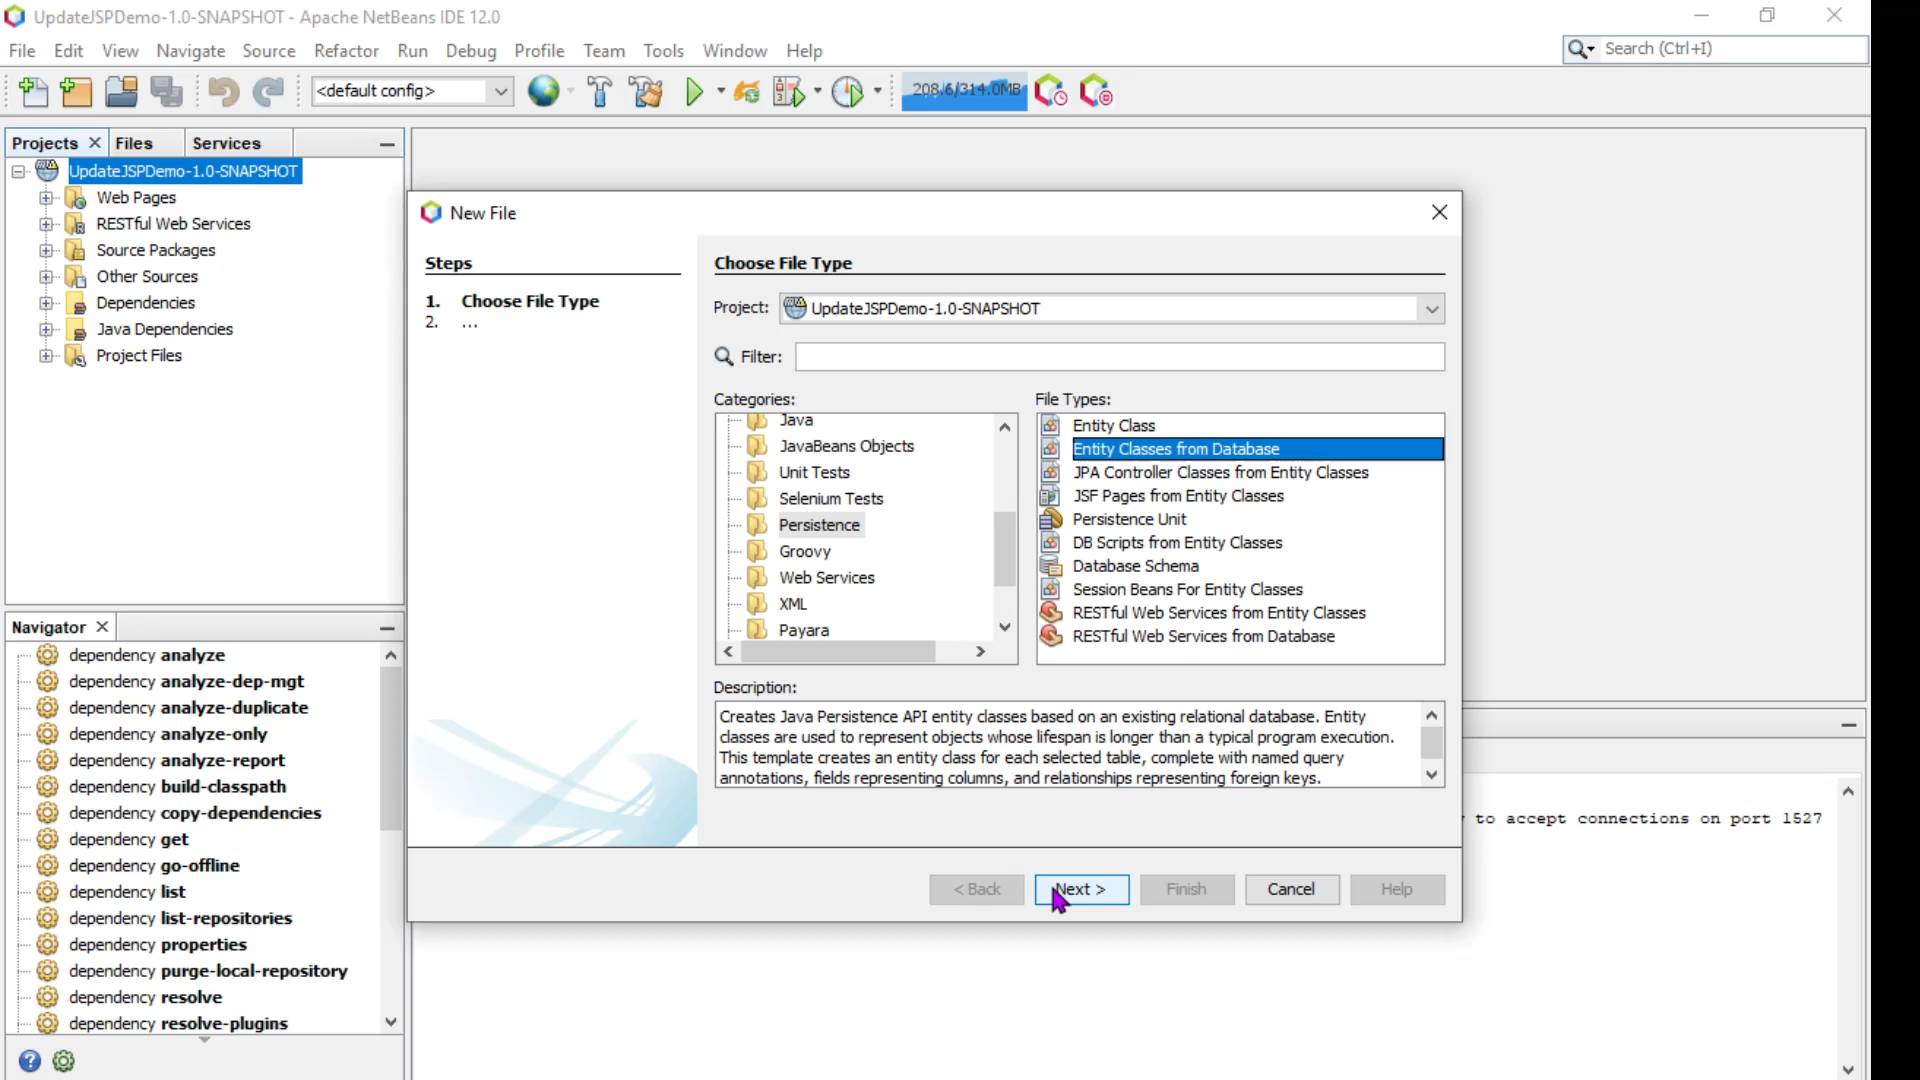 UpdateJSPDemo-1.0-SNAPSHOT - Apache NetBeans IDE 12.0
File Edit View Navigate Source Refactor Run Debug Profile Team Tools Window Help
Search (Ctrl+I)
<default config>
208.6/314.0MB
Projects Files Services
UpdateJSPDemo-1.0-SNAPSHOT
Web Pages
RESTful Web Services
Source Packages
Other Sources
Dependencies
Java Dependencies
Project Files
New File
Steps
1. Choose File Type
2. ...
Choose File Type
Project: UpdateJSPDemo-1.0-SNAPSHOT
Filter:
Categories:
Java
JavaBeans Objects
Unit Tests
Selenium Tests
Persistence
Groovy
Web Services
XML
Payara
File Types:
Entity Class
Entity Classes from Database
JPA Controller Classes from Entity Classes
JSF Pages from Entity Classes
Persistence Unit
DB Scripts from Entity Classes
Database Schema
Session Beans For Entity Classes
RESTful Web Services from Entity Classes
RESTful Web Services from Database
Description:
Creates Java Persistence API entity classes based on an existing relational database. Entity
classes are used to represent objects whose lifespan is longer than a typical program execution.
This template creates an entity class for each selected table, complete with named query
annotations, fields representing columns, and relationships representing foreign keys.
< Back Next > Finish Cancel Help
to accept connections on port 1527
Navigator
dependency analyze
dependency analyze-dep-mgt
dependency analyze-duplicate
dependency analyze-only
dependency analyze-report
dependency build-classpath
dependency copy-dependencies
dependency get
dependency go-offline
dependency list
dependency list-repositories
dependency properties
dependency purge-local-repository
dependency resolve
dependency resolve-plugins